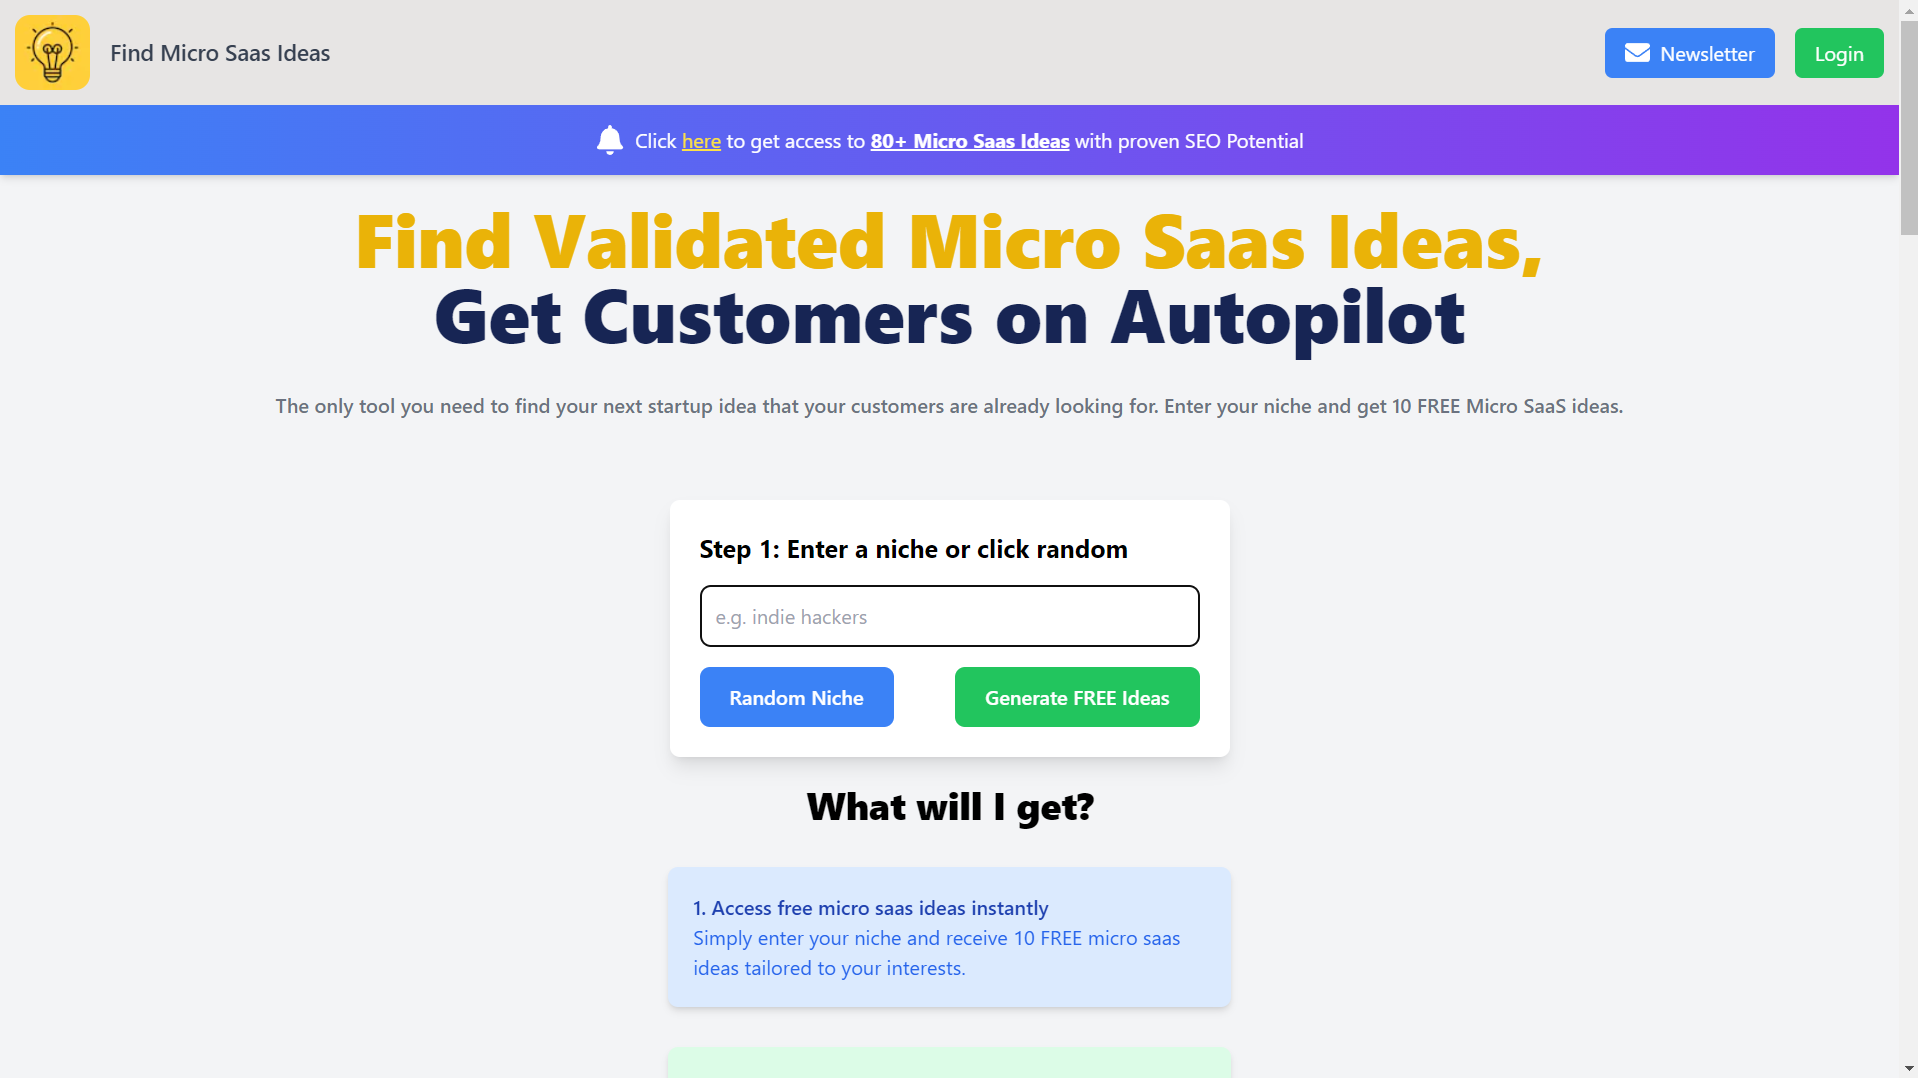 Find Micro Saas Ideas
Newsletter
Login
Click here to get access to 80+ Micro Saas Ideas with proven SEO Potential
Find Validated Micro Saas Ideas,
Get Customers on Autopilot
The only tool you need to find your next startup idea that your customers are already looking for. Enter your niche and get 10 FREE Micro SaaS ideas.
Step 1: Enter a niche or click random
e.g. indie hackers
Random Niche
Generate FREE Ideas
What will I get?
1. Access free micro saas ideas instantly
Simply enter your niche and receive 10 FREE micro saas
ideas tailored to your interests.